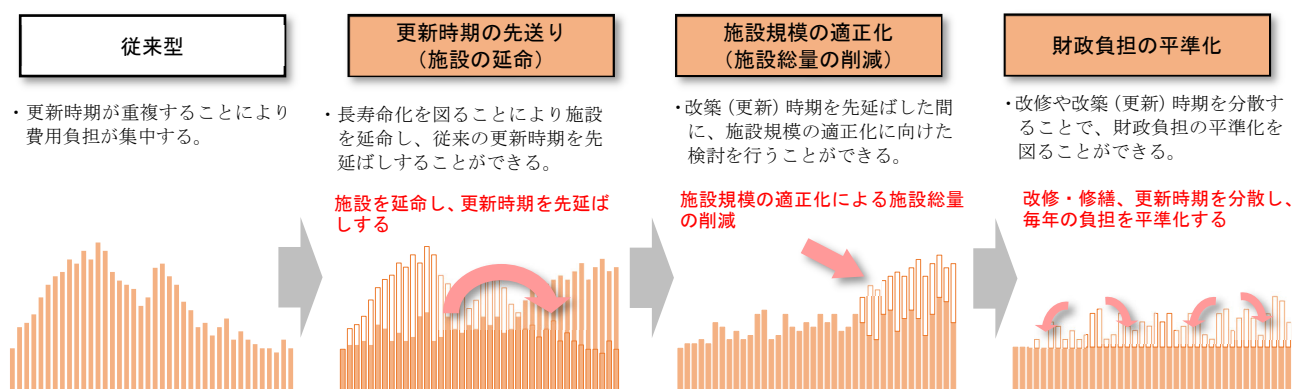 従来型
・更新時期が重複することにより
費用負担が集中する。
更新時期の先送り
（施設の延命）
・長寿命化を図ることにより施設
を延命し、従来の更新時期を先
延ばしすることができる。
施設を延命し、更新時期を先延ば
しする
施設規模の適正化
（施設総量の削減）
・改築（更新）時期を先延ばした間
に、施設規模の適正化に向けた
検討を行うことができる。
施設規模の適正化による施設総量
の削減
財政負担の平準化
・改修や改築（更新）時期を分散す
ることで、財政負担の平準化を
図ることができる。
改修・修繕、更新時期を分散し、
毎年の負担を平準化する